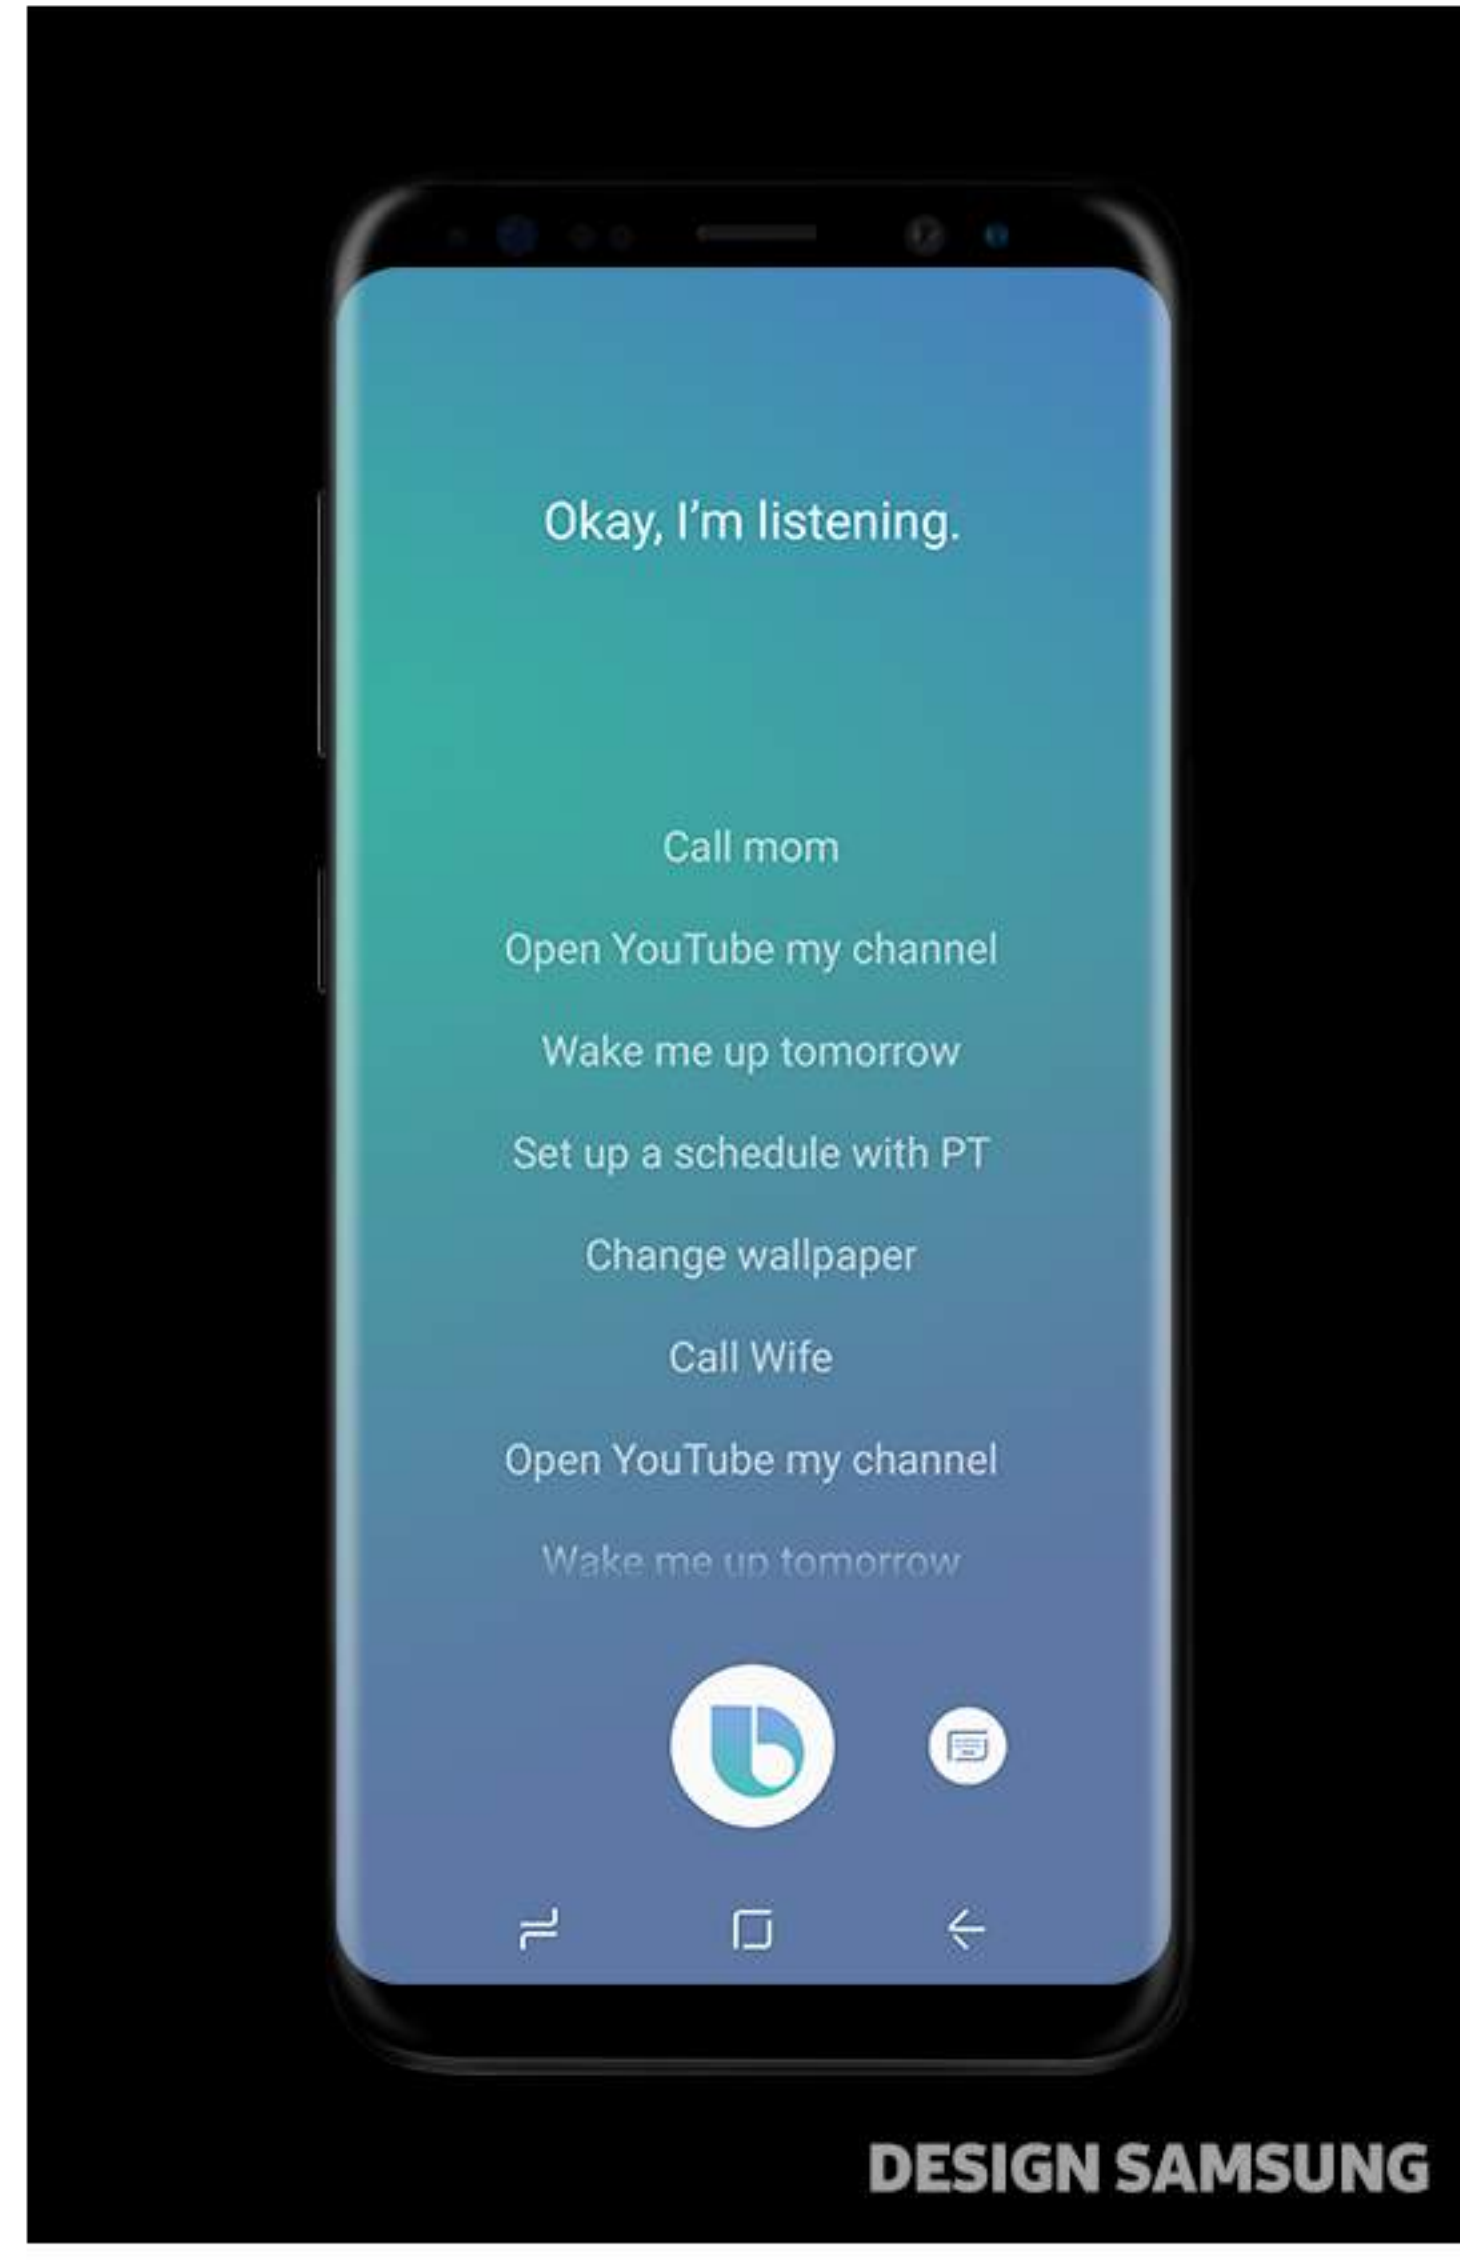 Okay, I’m listening.
Call mom
Open YouTube my channel
Wake me up tomorrow
Set up a schedule with PT
Change wallpaper
Call Wife
Open YouTube my channel
Wake me up tomorrow
DESIGN SAMSUNG